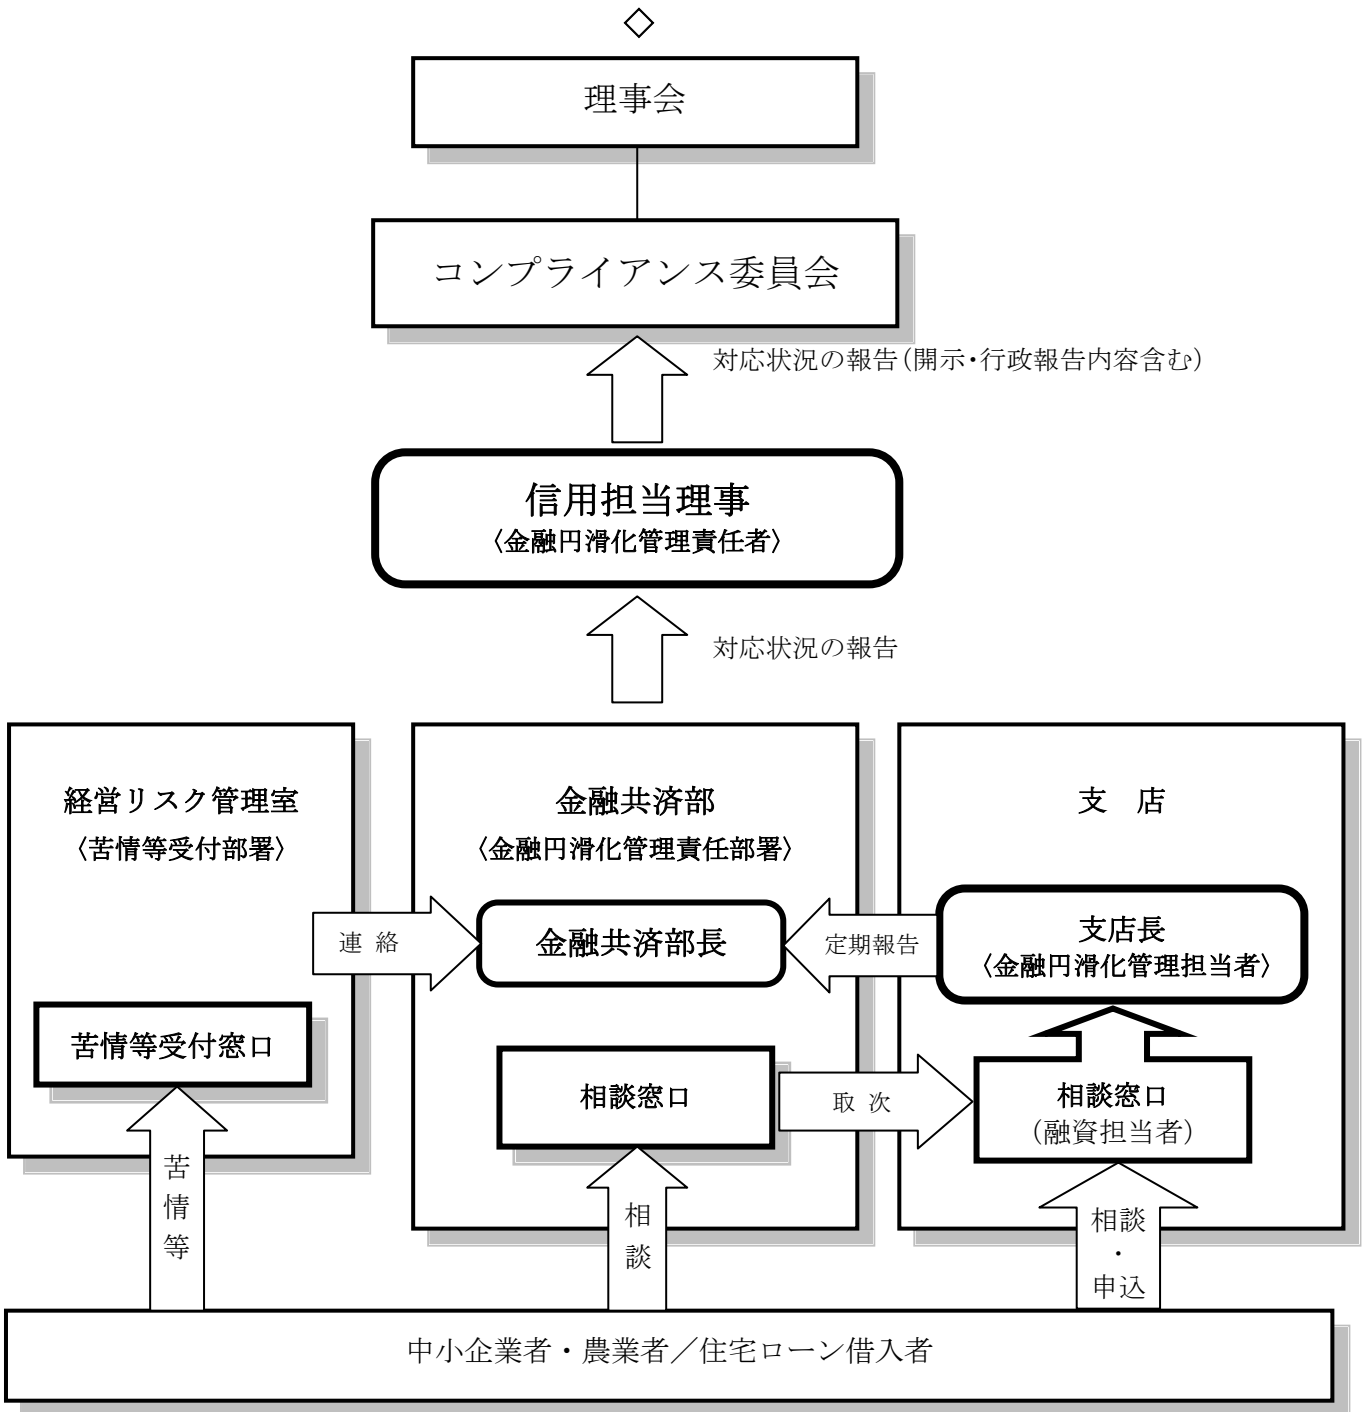 ◇
理事会
コンプライアンス委員会
対応状況の報告(開示・行政報告内容含む)
信用担当理事
〈金融円滑化管理責任者〉
対応状況の報告
経営リスク管理室
〈苦情等受付部署〉
連 絡
苦情等受付窓口
苦情等
金融共済部
〈金融円滑化管理責任部署〉
金融共済部長
相談窓口
相談
取 次
支 店
定期報告
支店長
〈金融円滑化管理担当者〉
相談窓口
(融資担当者)
相談
・
申込
中小企業者・農業者/住宅ローン借入者